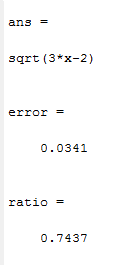 ans =
sqrt(3*x-2)
error =
0.0341
ratio =
0.7437